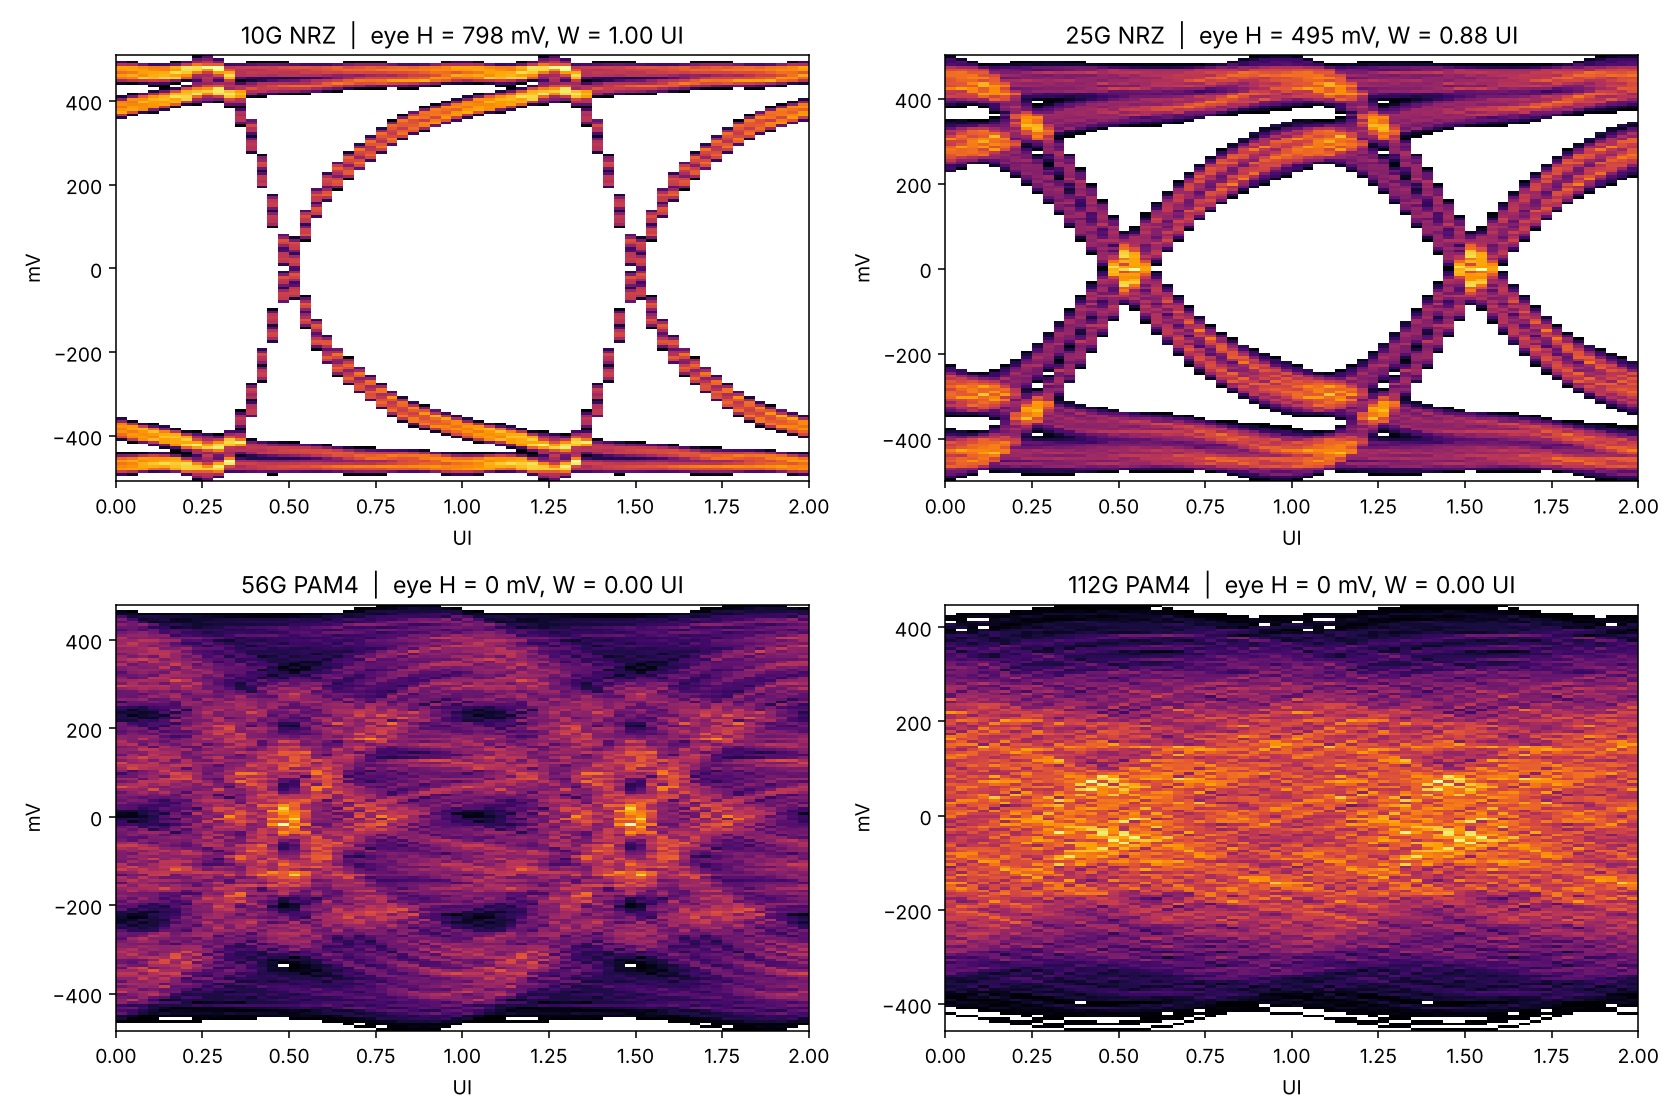 10G NRZ | eye H = 798 mV, W = 1.00 UI
mV
400
200
0
−200
−400
0.00 0.25 0.50 0.75 1.00 1.25 1.50 1.75 2.00
UI
25G NRZ | eye H = 495 mV, W = 0.88 UI
mV
400
200
0
−200
−400
0.00 0.25 0.50 0.75 1.00 1.25 1.50 1.75 2.00
UI
56G PAM4 | eye H = 0 mV, W = 0.00 UI
mV
400
200
0
−200
−400
0.00 0.25 0.50 0.75 1.00 1.25 1.50 1.75 2.00
UI
112G PAM4 | eye H = 0 mV, W = 0.00 UI
mV
400
200
0
−200
−400
0.00 0.25 0.50 0.75 1.00 1.25 1.50 1.75 2.00
UI